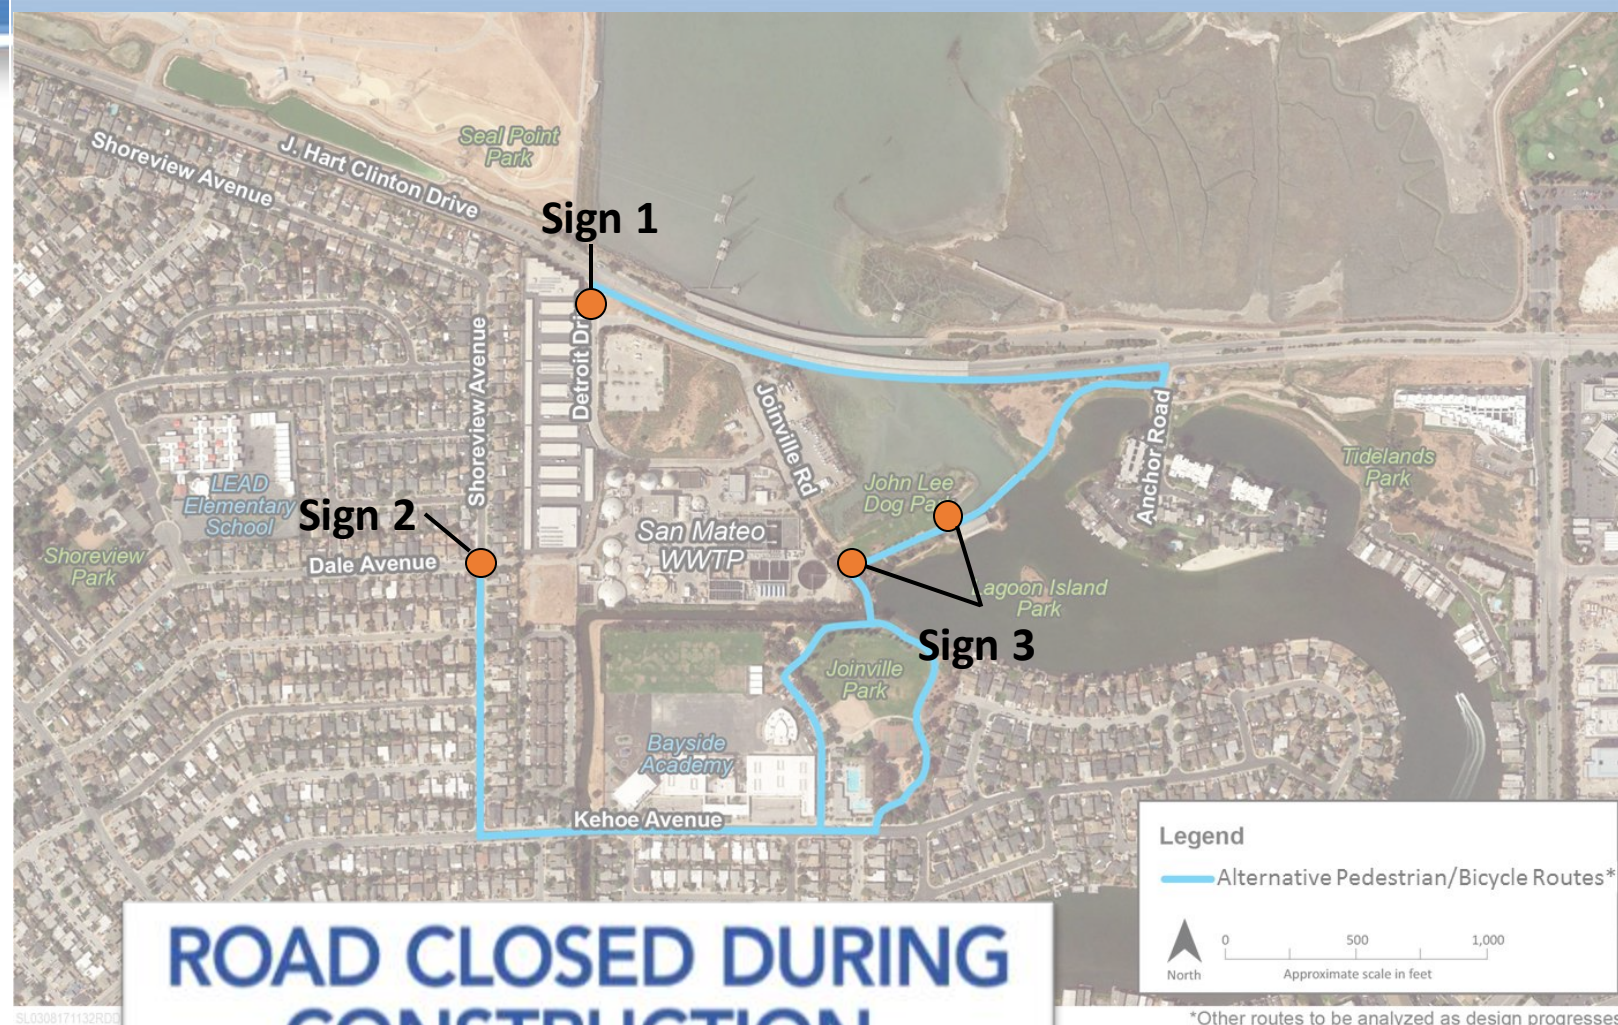 Seal Point
Park
J. Hart Clinton Drive
Shoreview Avenue
Sign 1
Detroit Dri
Shoreview Avenue
Joinville Rd
Anchor Road
Tidelands
Park
LEAD
Elementary
School
John Lee
Dog Pa
Sign 2
San Mateo
WWTP
Shoreview
Park
Dale Avenue
agoon Island
Park
Sign 3
Joinville
Park
Bayside
Academy
Kehoe Avenue
Legend
Alternative Pedestrian/Bicycle Routes*
0 500 1,000
North
Approximate scale in feet
ROAD CLOSED DURING
CONSTRUCTION
SL0308171132RDD
*Other routes to be analyzed as design progresses